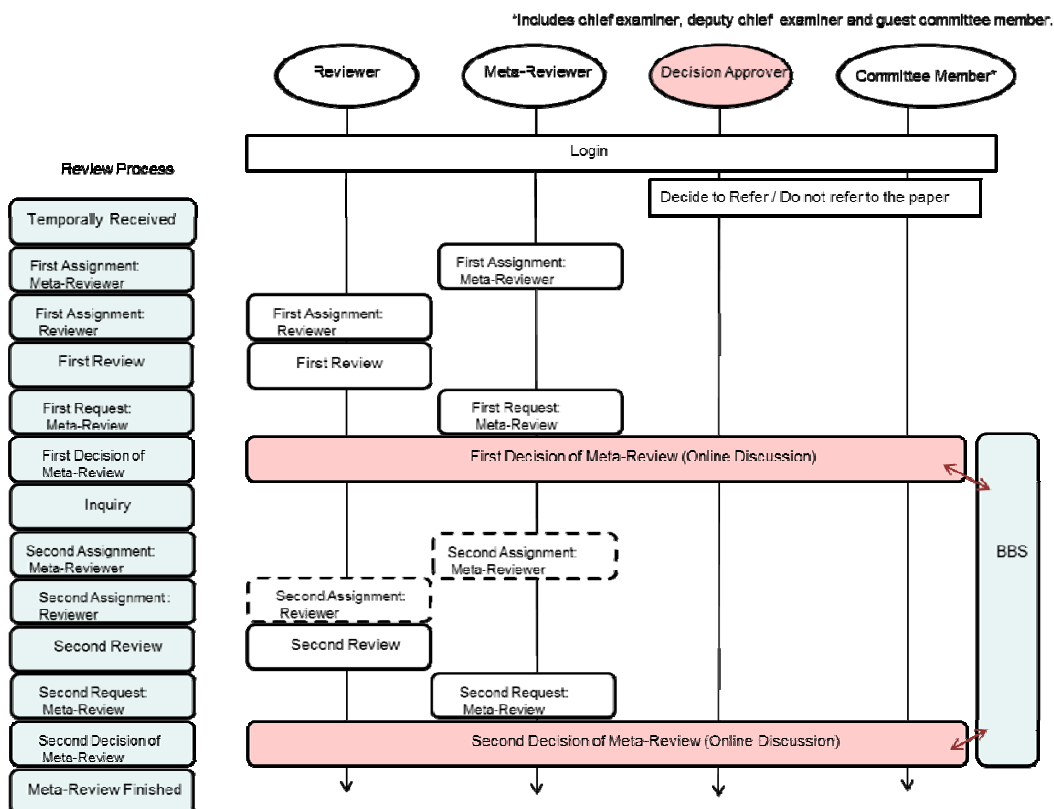 *Includes chief examiner, deputy chief examiner and guest committee member.
Reviewer
Meta-Reviewer
Decision Approver
Committee Member*
Login
Review Process
Decide to Refer / Do not refer to the paper
Temporally Received
First Assignment:
Meta-Reviewer
First Assignment:
Meta-Reviewer
First Assignment:
Reviewer
First Assignment:
Reviewer
First Review
First Review
First Request:
Meta-Review
First Request:
Meta-Review
First Decision of
Meta-Review
First Decision of Meta-Review (Online Discussion)
Inquiry
BBS
Second Assignment:
Meta-Reviewer
Second Assignment:
Meta-Reviewer
Second Assignment:
Reviewer
Second Assignment:
Reviewer
Second Review
Second Review
Second Request:
Meta-Review
Second Request:
Meta-Review
Second Decision of
Meta-Review
Second Decision of Meta-Review (Online Discussion)
Meta-Review Finished